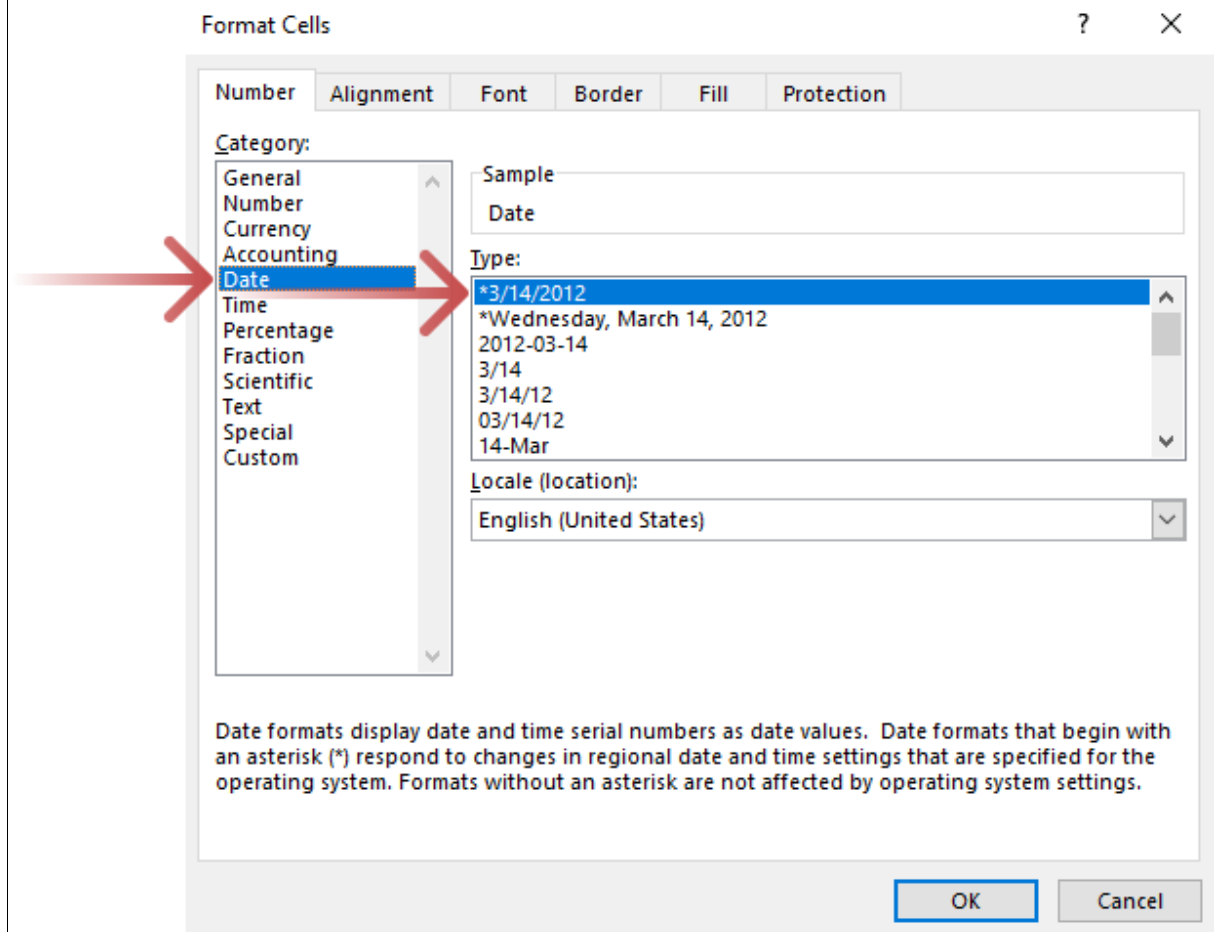 Format Cells ?
Number Alignment Font Border Fill Protection
Category:
General
Number
Currency
Accounting
Date
Time
Percentage
Fraction
Scientific
Text
Special
Custom
Sample
Date
Type:
*3/14/2012
*Wednesday, March 14, 2012
2012-03-14
3/14
3/14/12
03/14/12
14-Mar
Locale (location):
English (United States)
Date formats display date and time serial numbers as date values.  Date formats that begin with
an asterisk (*) respond to changes in regional date and time settings that are specified for the
operating system. Formats without an asterisk are not affected by operating system settings.
OK Cancel